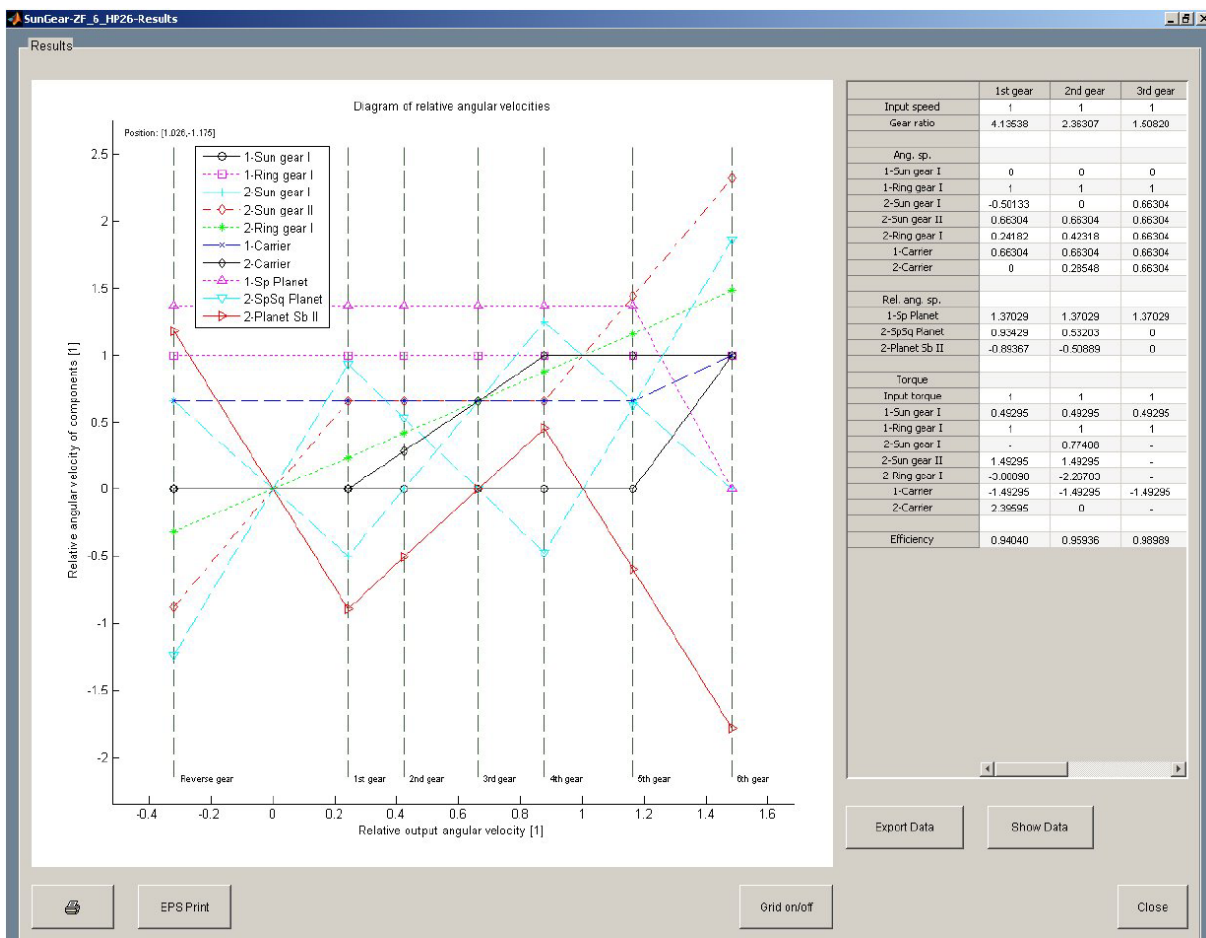 SunGear-ZF_6_HP26-Results
Results
Diagram of relative angular velocities
Position: [1.026,-1.175]
1-Sun gear I
1-Ring gear I
2-Sun gear I
2-Sun gear II
2-Ring gear I
1-Carrier
2-Carrier
1-Sp Planet
2-SpSq Planet
2-Planet Sb II
2.5
2
1.5
1
0.5
0
-0.5
-1
-1.5
-2
Relative angular velocity of components [1]
Reverse gear 1st gear 2nd gear 3rd gear 4th gear 5th gear 6th gear
-0.4 -0.2 0 0.2 0.4 0.6 0.8 1 1.2 1.4 1.6
Relative output angular velocity [1]
1st gear 2nd gear 3rd gear
Input speed 1 1 1
Gear ratio 4.13538 2.36307 1.50820
Ang. sp.
1-Sun gear I 0 0 0
1-Ring gear I 1 1 1
2-Sun gear I -0.50133 0 0.66304
2-Sun gear II 0.66304 0.66304 0.66304
2-Ring gear I 0.24182 0.42318 0.66304
1-Carrier 0.66304 0.66304 0.66304
2-Carrier 0 0.28548 0.66304
Rel. ang. sp.
1-Sp Planet 1.37029 1.37029 1.37029
2-SpSq Planet 0.93429 0.53203 0
2-Planet Sb II -0.89367 -0.50889 0
Torque
Input torque 1 1 1
1-Sun gear I 0.49295 0.49295 0.49295
1-Ring gear I 1 1 1
2-Sun gear I - 0.77408 -
2-Sun gear II 1.49295 1.49295 -
2-Ring gear I -2.26703 -
1-Carrier -1.49295 -1.49295 -1.49295
2-Carrier 2.39595 0 -
Efficiency 0.94040 0.95936 0.98989
Export Data
Show Data
EPS Print
Grid on/off
Close